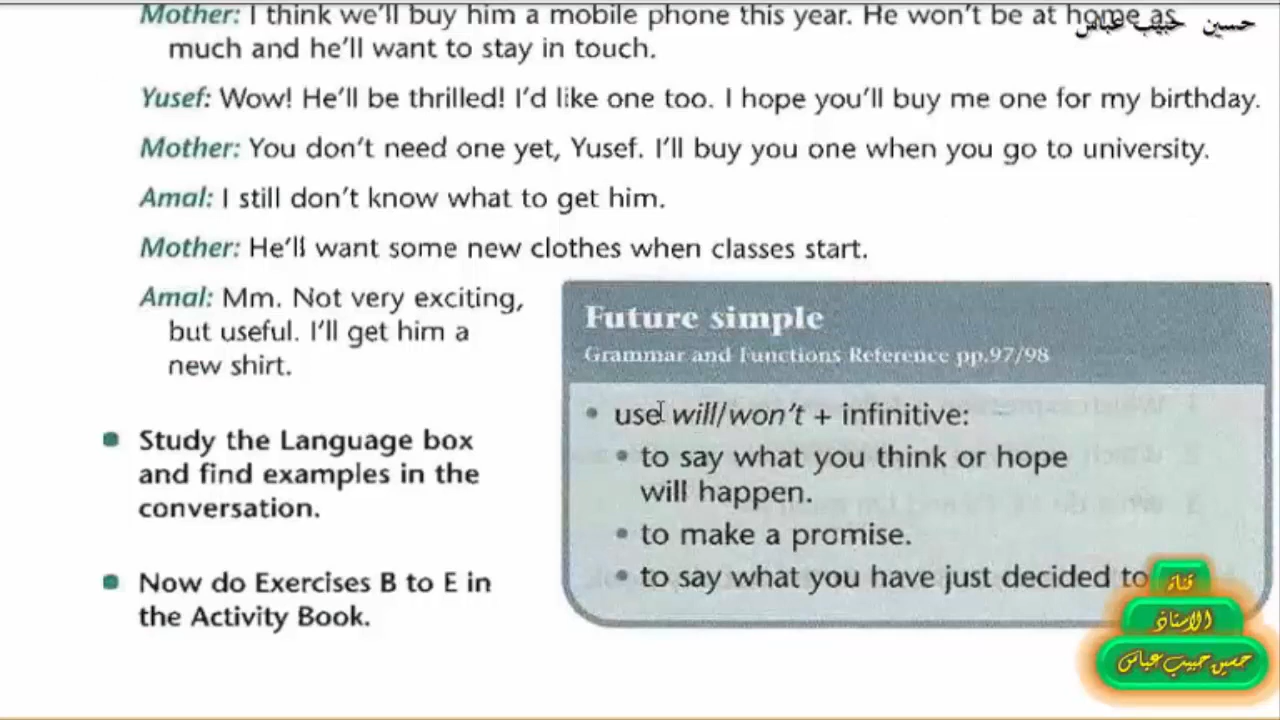 Mother: I think we'll buy him a mobile phone this year. He won't be at home as
حسين حبيب عباس
much and he'll want to stay in touch.
Yusef: Wow! He'll be thrilled! I'd like one too. I hope you'll buy me one for my birthday.
Mother: You don't need one yet, Yusef. I'll buy you one when you go to university.
Amal: I still don't know what to get him.
Mother: He'll want some new clothes when classes start.
Amal: Mm. Not very exciting,
but useful. I'll get him a
new shirt.
Study the Language box
and find examples in the
conversation.
Now do Exercises B to E in
the Activity Book.
Future simple
Grammar and Functions Reference pp.97/98
• use will/won't + infinitive:
• to say what you think or hope
will happen.
• to make a promise.
• to say what you have just decided to
قناة
الاستاذ
حسين حبيب عباس